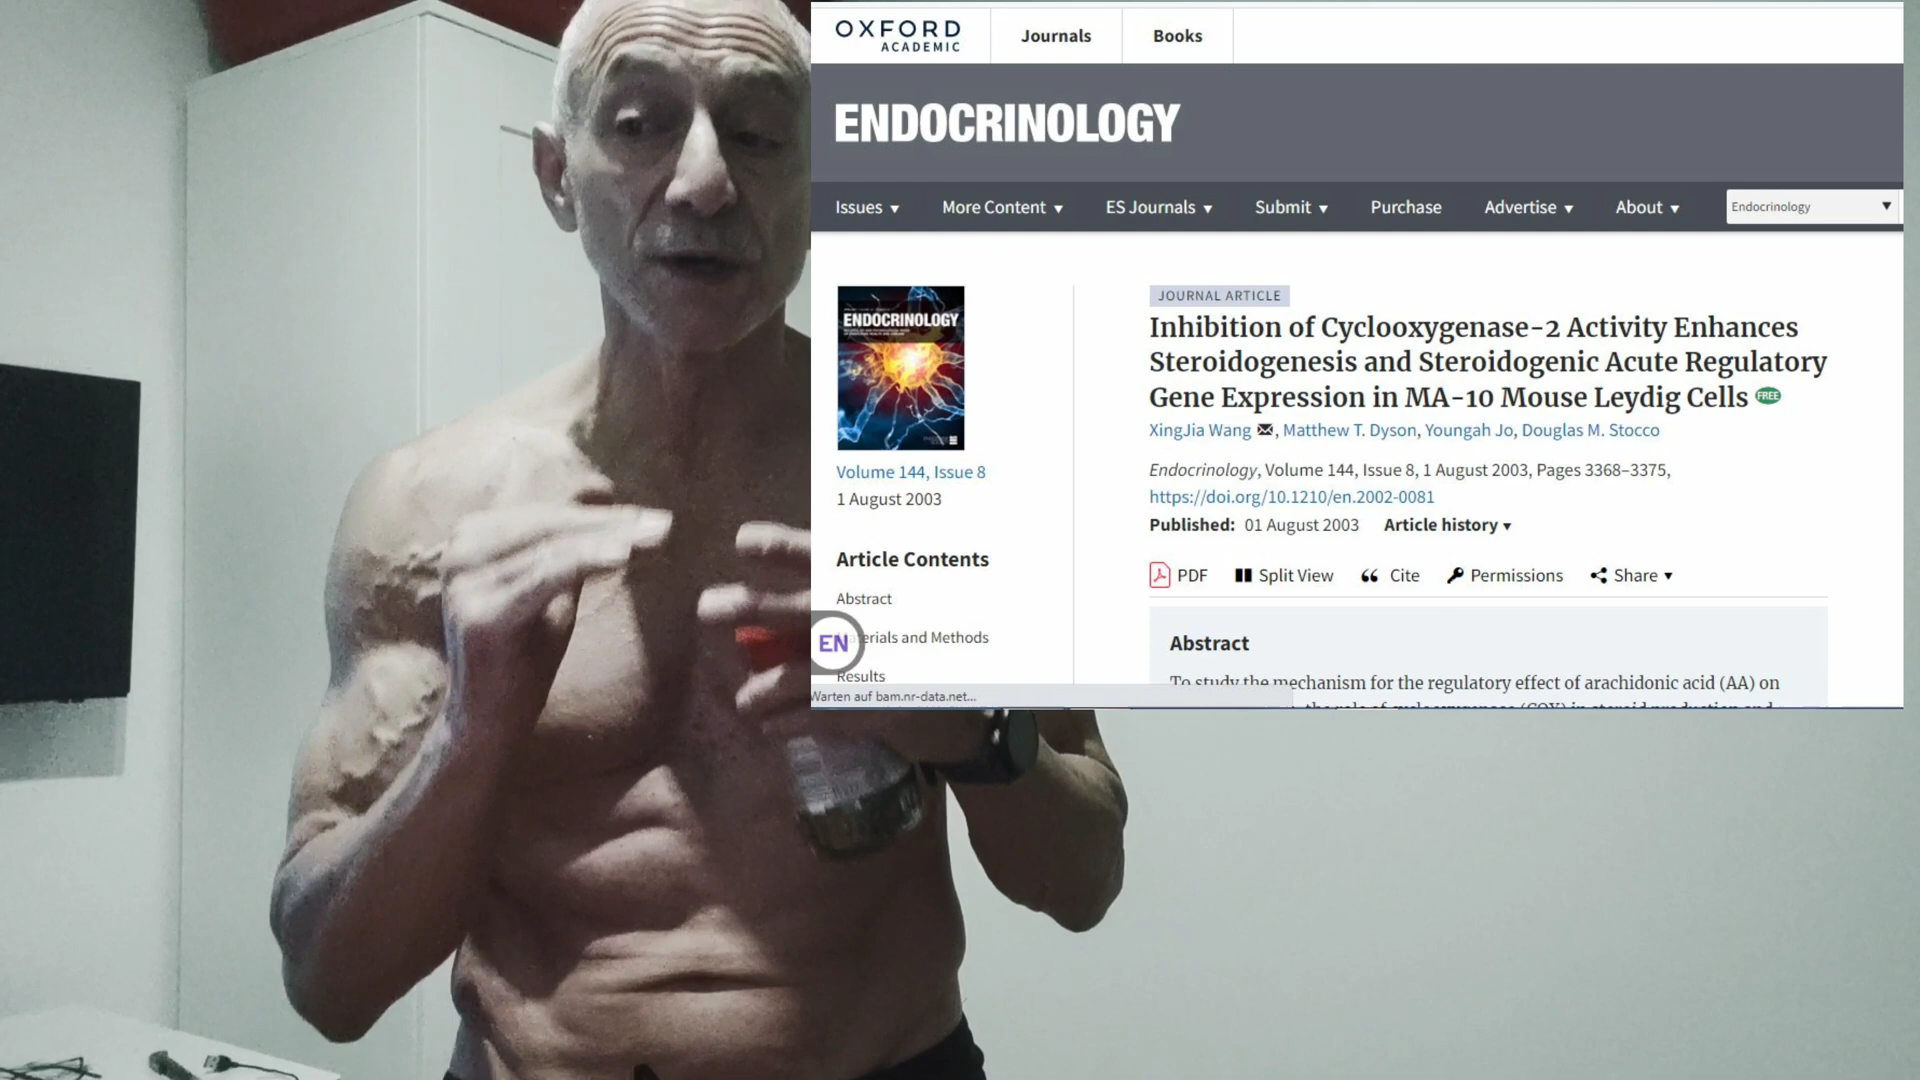 OXFORD
ACADEMIC
Journals
Books
ENDOCRINOLOGY
Issues ▼
More Content ▼
ES Journals ▼
Submit ▼
Purchase
Advertise ▼
About ▼
Endocrinology ▼
ENDOCRINOLOGY
Volume 144, Issue 8
1 August 2003
Article Contents
Abstract
erials and Methods
Results
EN
Warten auf bam.nr-data.net...
JOURNAL ARTICLE
Inhibition of Cyclooxygenase-2 Activity Enhances
Steroidogenesis and Steroidogenic Acute Regulatory
Gene Expression in MA-10 Mouse Leydig Cells FREE
XingJia Wang, Matthew T. Dyson, Youngah Jo, Douglas M. Stocco
Endocrinology, Volume 144, Issue 8, 1 August 2003, Pages 3368–3375,
https://doi.org/10.1210/en.2002-0081
Published: 01 August 2003 Article history ▼
PDF
Split View
Cite
Permissions
Share ▼
Abstract
To study the mechanism for the regulatory effect of arachidonic acid (AA) on